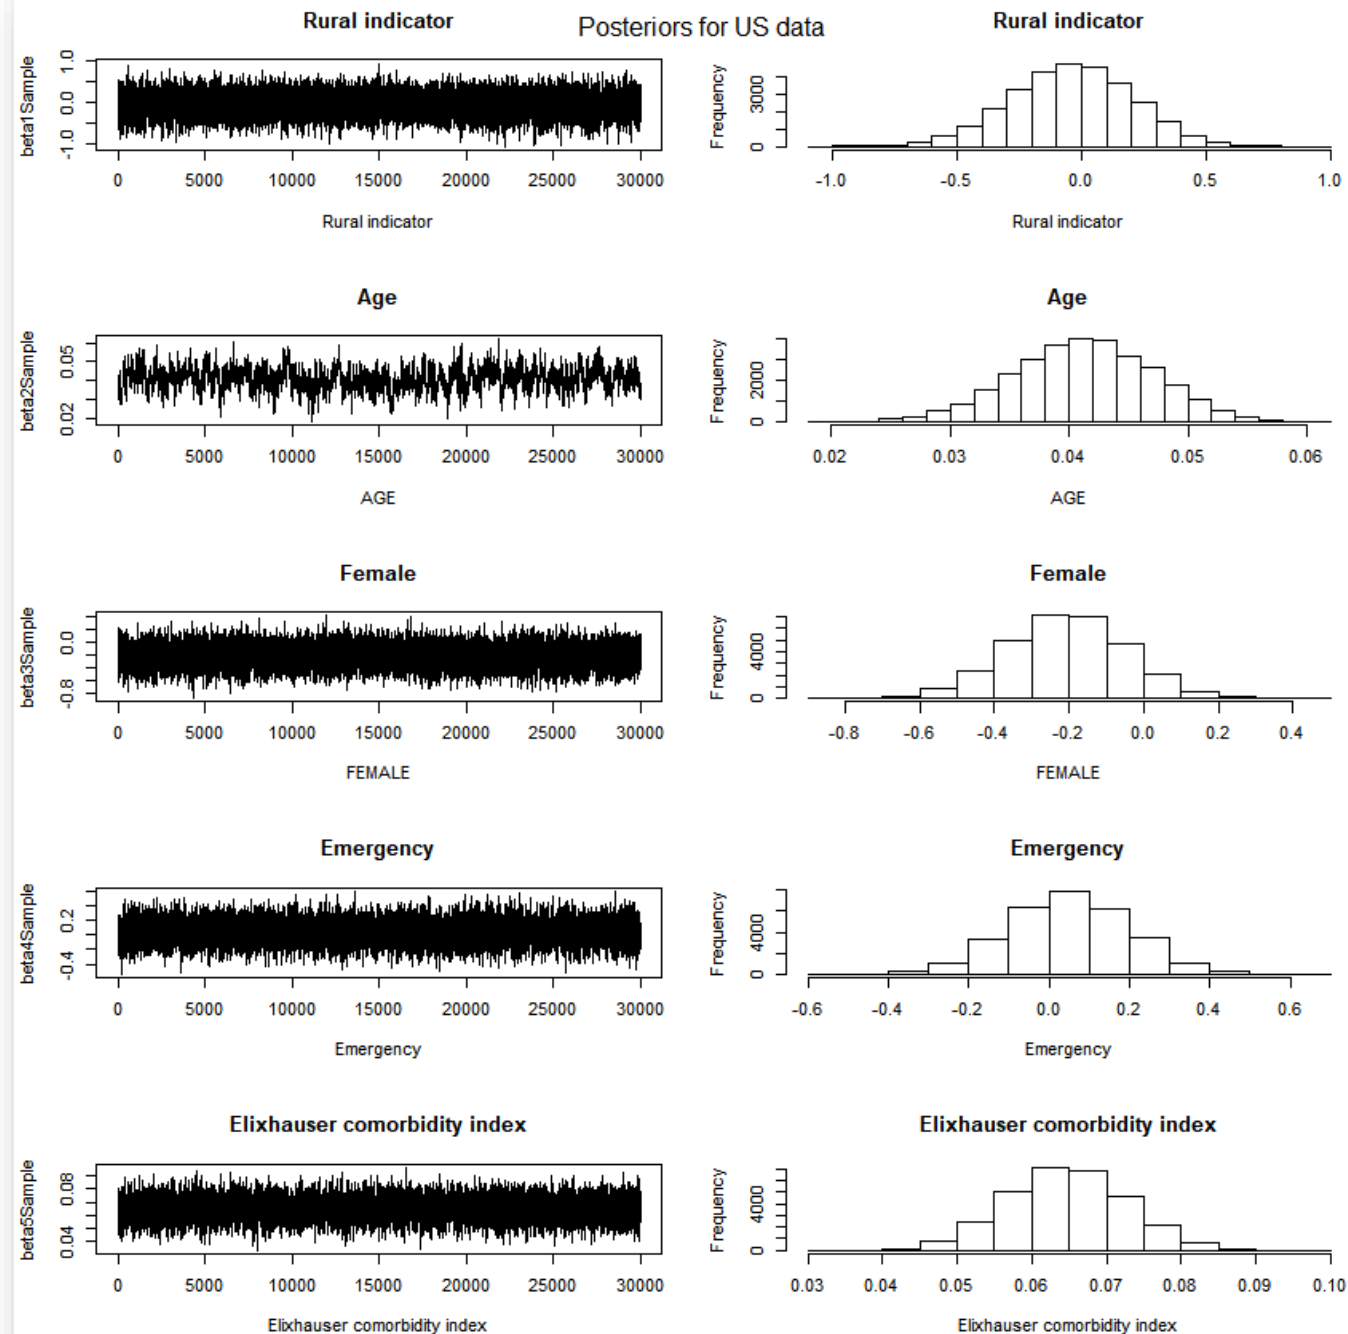 Posteriors for US data
Rural indicator
beta1Sample
-1.0 0.0 1.0
0 5000 10000 15000 20000 25000 30000
Rural indicator
Rural indicator
Frequency
0 3000
-1.0 -0.5 0.0 0.5 1.0
Rural indicator
Age
beta2Sample
0.02 0.05
0 5000 10000 15000 20000 25000 30000
AGE
Age
Frequency
0 2000
0.02 0.03 0.04 0.05 0.06
AGE
Female
beta3Sample
-0.8 0.0
0 5000 10000 15000 20000 25000 30000
FEMALE
Female
Frequency
0 4000
-0.8 -0.6 -0.4 -0.2 0.0 0.2 0.4
FEMALE
Emergency
beta4Sample
-0.4 0.2
0 5000 10000 15000 20000 25000 30000
Emergency
Emergency
Frequency
0 4000
-0.6 -0.4 -0.2 0.0 0.2 0.4 0.6
Emergency
Elixhauser comorbidity index
beta5Sample
0.04 0.08
0 5000 10000 15000 20000 25000 30000
Elixhauser comorbidity index
Elixhauser comorbidity index
Frequency
0 4000
0.03 0.04 0.05 0.06 0.07 0.08 0.09 0.10
Elixhauser comorbidity index